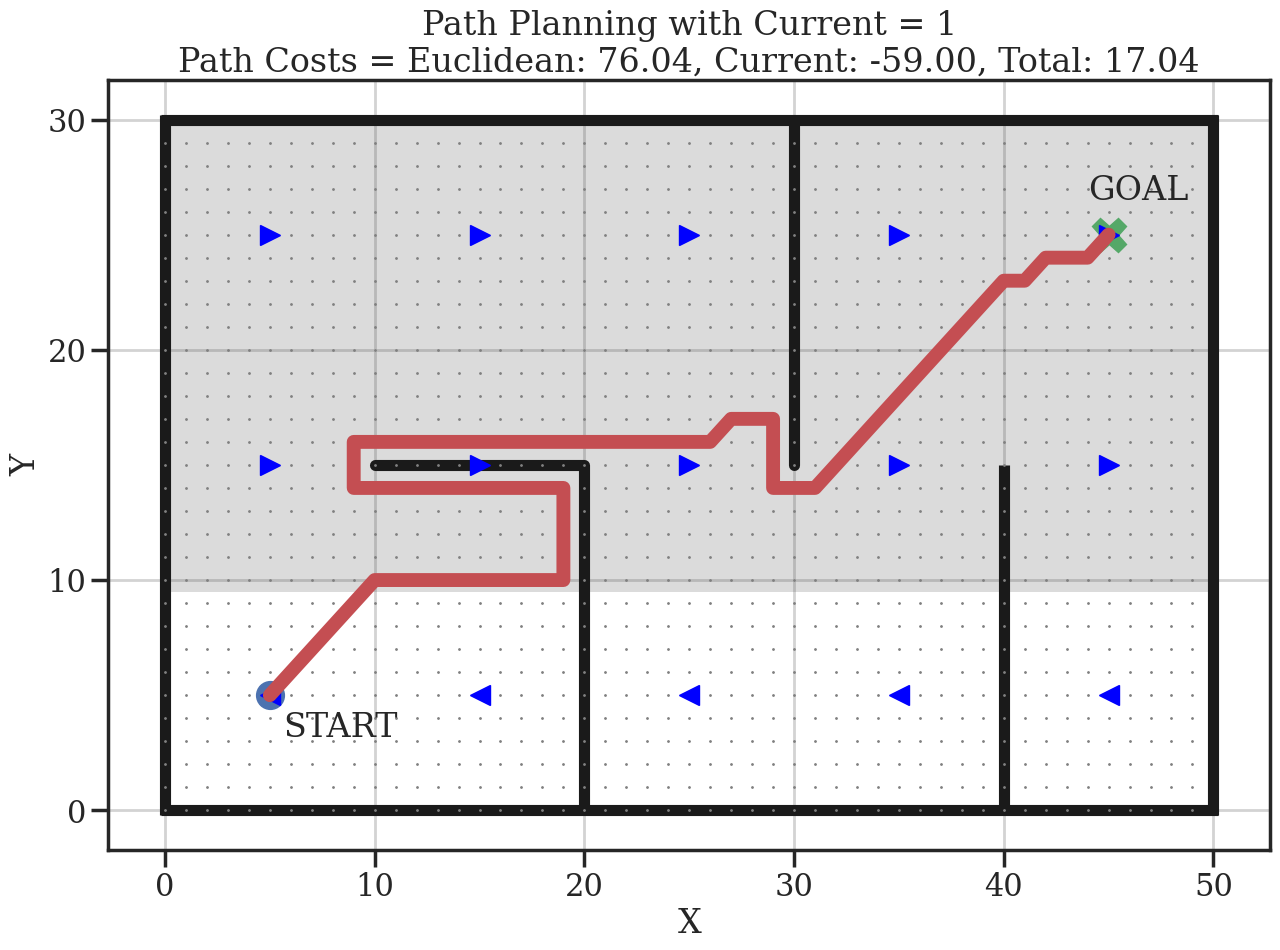 Path Planning with Current = 1
Path Costs = Euclidean: 76.04, Current: -59.00, Total: 17.04
30
GOAL
20
Y
10
START
0
0 10 20 30 40 50
X